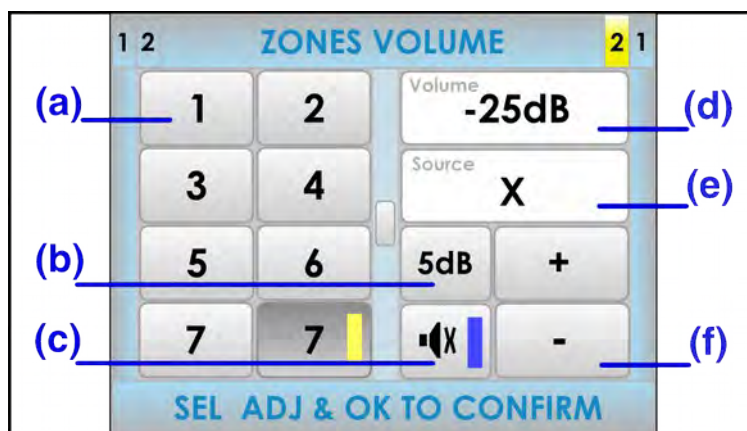 1 2 ZONES VOLUME 2 1
(a) 1 2 Volume -25dB (d)
3 4 Source X (e)
(b) 5 6 5dB +
(c) 7 7 X - (f)
SEL ADJ & OK TO CONFIRM